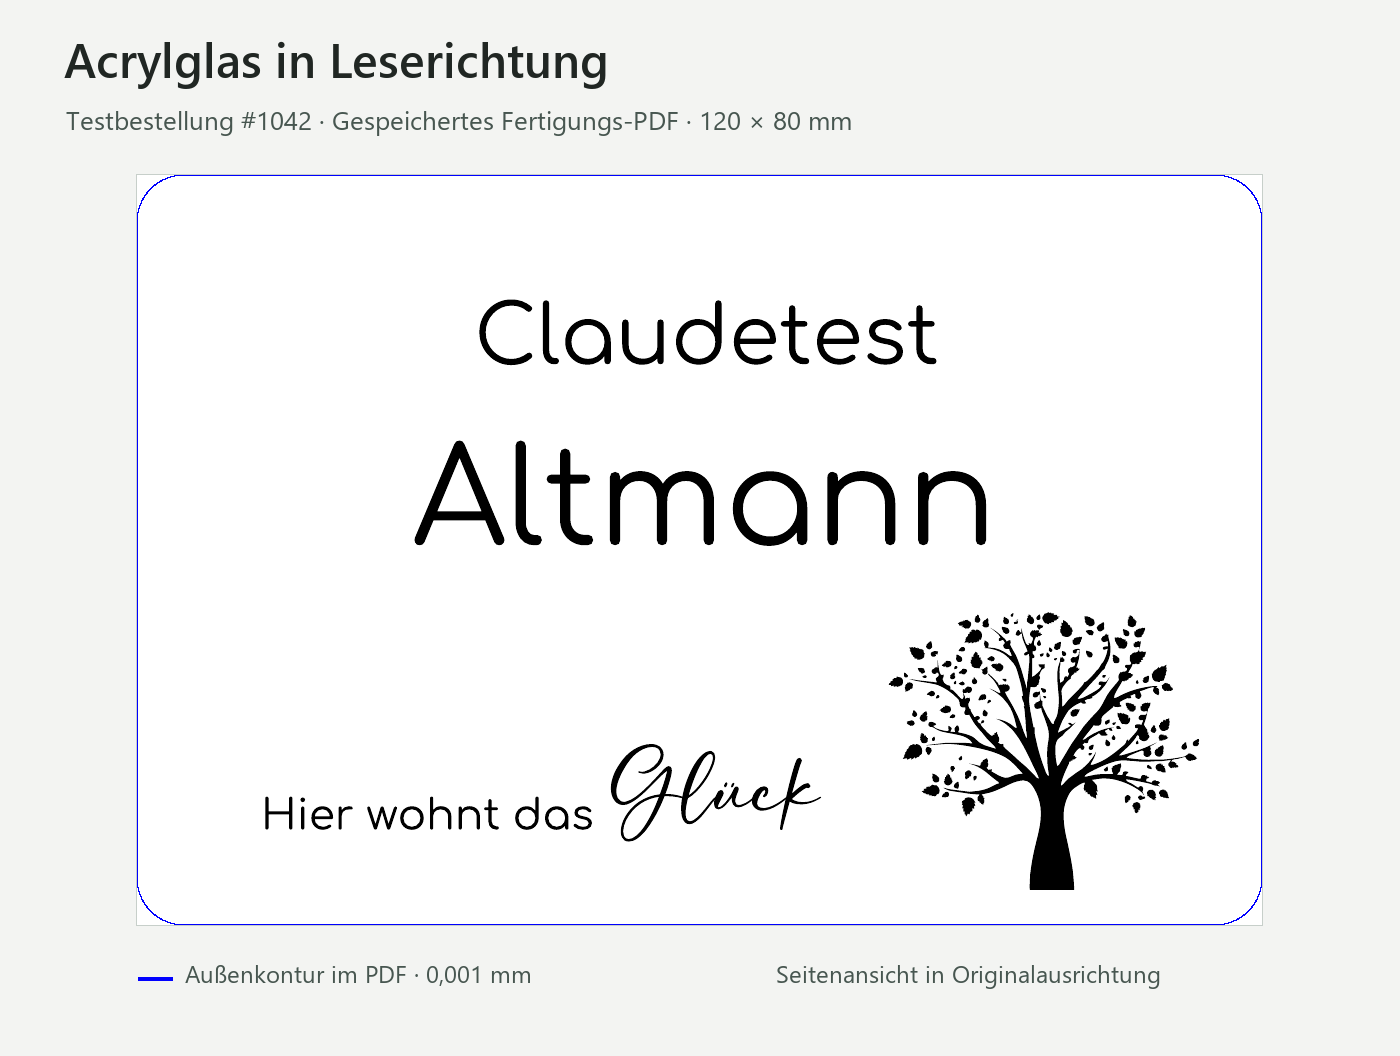 Acrylglas in Leserichtung
Testbestellung #1042 · Gespeichertes Fertigungs-PDF · 120 × 80 mm
Claudetest
Altmann
Hier wohnt das Glück
Außenkontur im PDF · 0,001 mm
Seitenansicht in Originalausrichtung